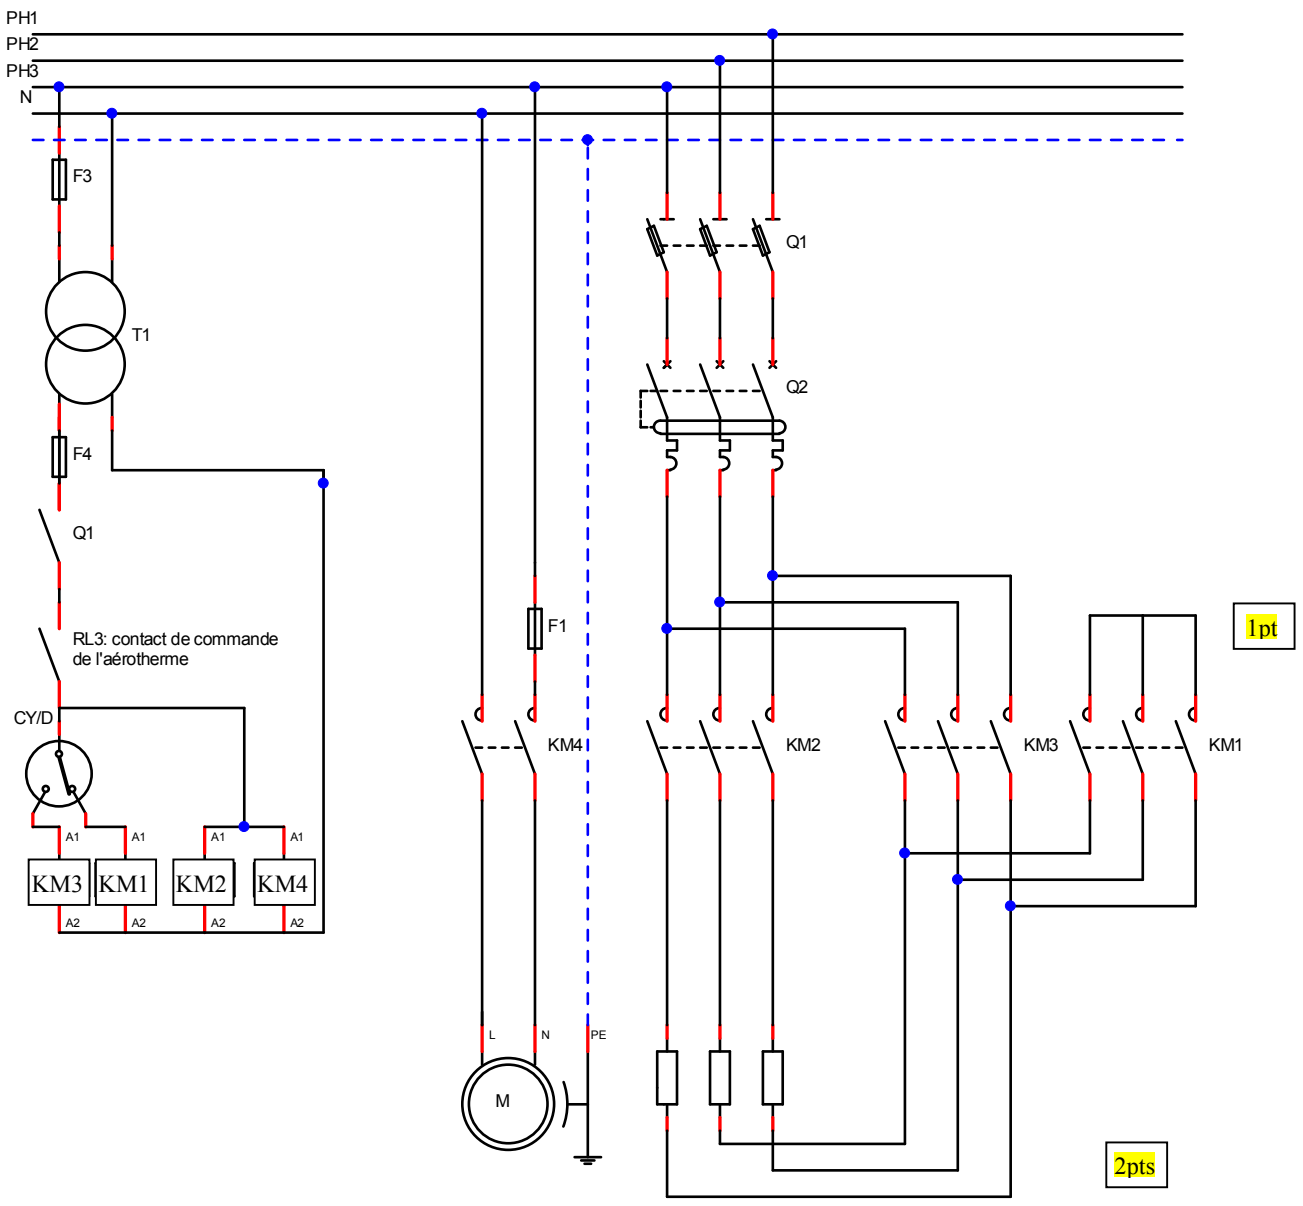 PH1
PH2
PH3
N
F3
Q1
T1
Q2
F4
Q1
F1
1pt
RL3: contact de commande
de l'aérotherme
CY/D
KM4
KM2
KM3
KM1
A1
A1
A1
A1
KM3
KM1
KM2
KM4
A2
A2
A2
A2
L
N
PE
M
2pts